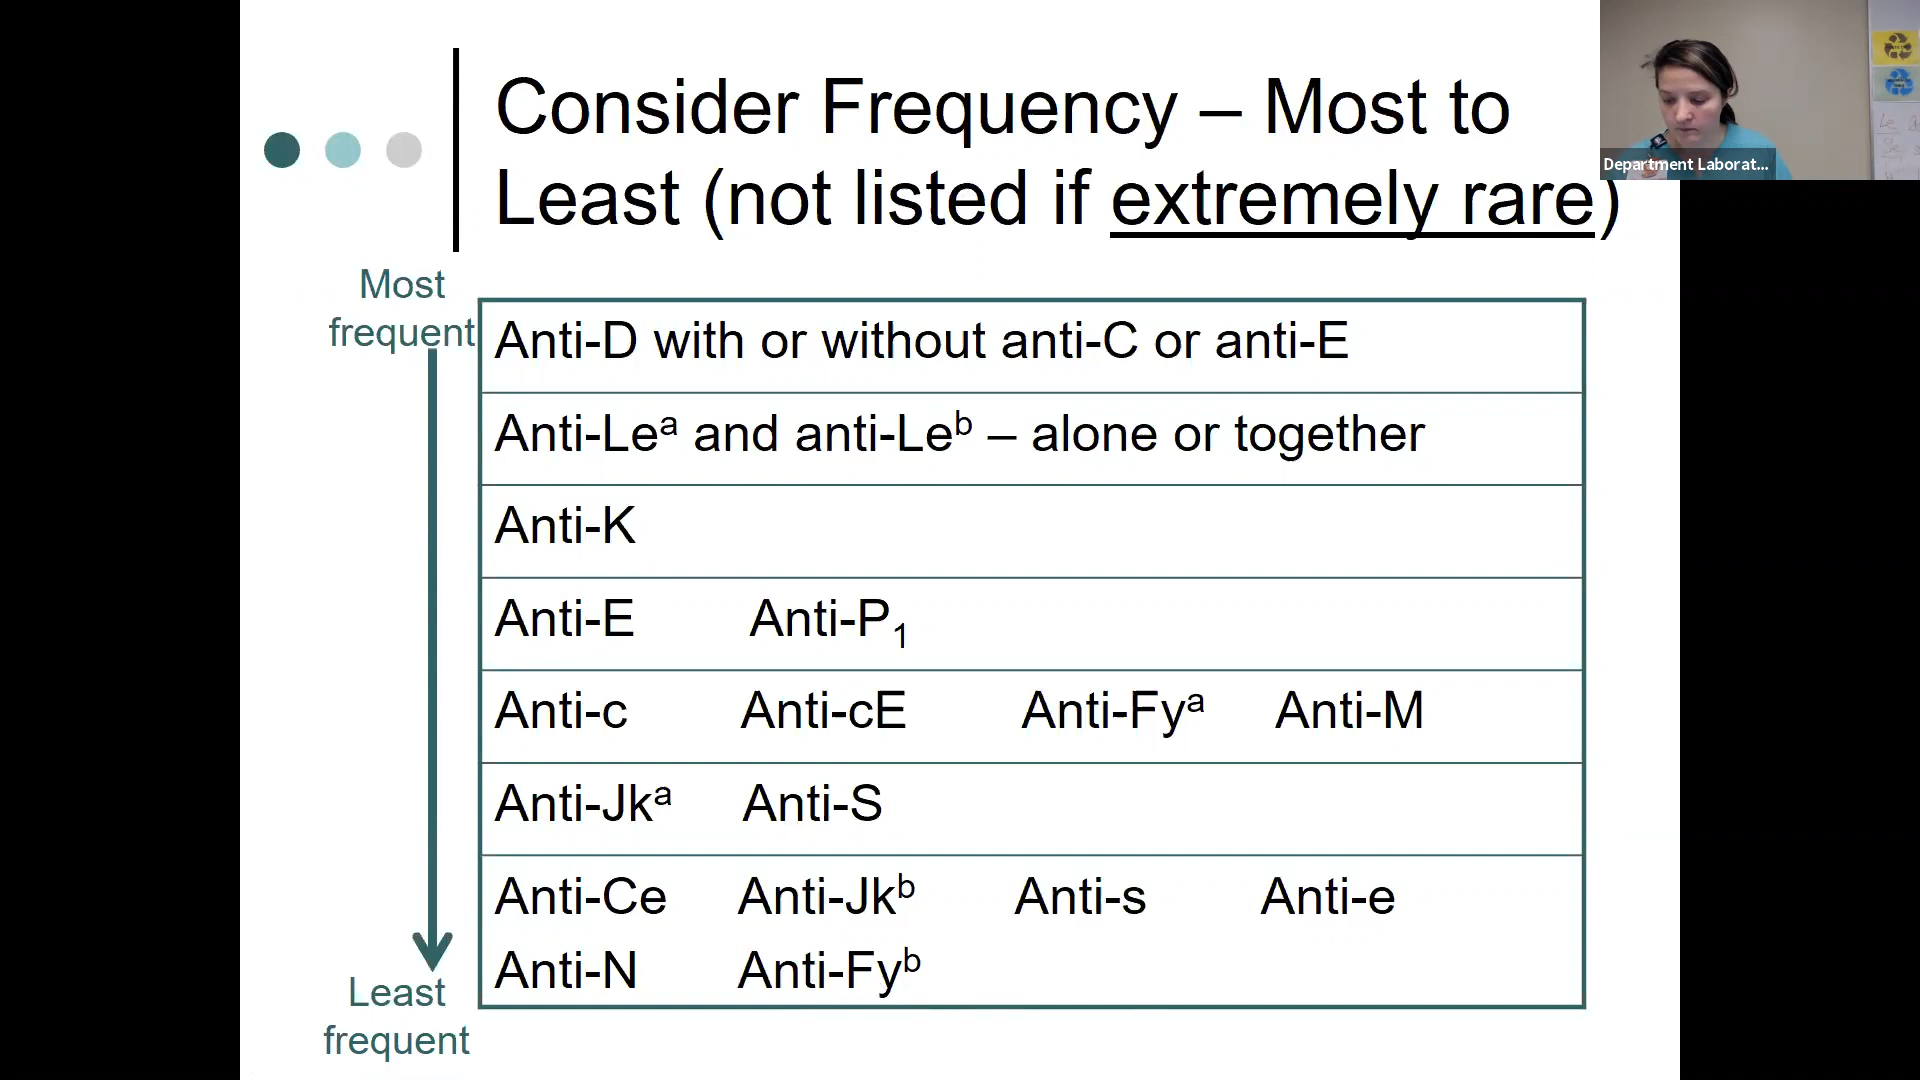 Consider Frequency – Most to
Least (not listed if extremely rare)
Department Laborat...
Most
frequent
Anti-D with or without anti-C or anti-E
Anti-Leᵃ and anti-Leᵇ – alone or together
Anti-K
Anti-E Anti-P₁
Anti-c Anti-cE Anti-Fyᵃ Anti-M
Anti-Jkᵃ Anti-S
Anti-Ce Anti-Jkᵇ Anti-s Anti-e
Anti-N Anti-Fyᵇ
Least
frequent